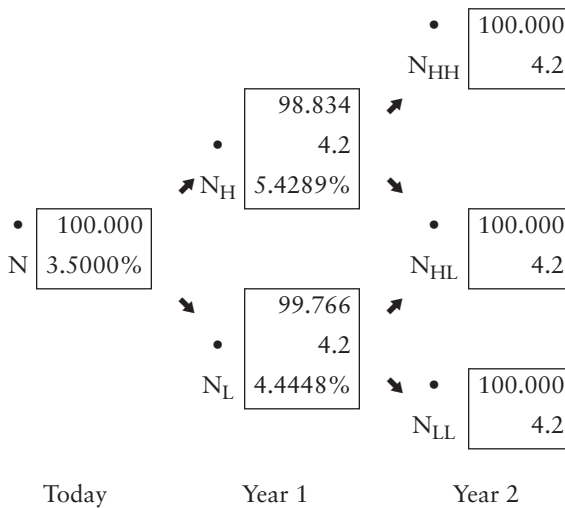 • 100.000
N_HH 4.2
98.834
• 4.2
N_H 5.4289%
• 100.000
N 3.5000%
• 100.000
N_HL 4.2
99.766
• 4.2
N_L 4.4448%
• 100.000
N_LL 4.2
Today Year 1 Year 2